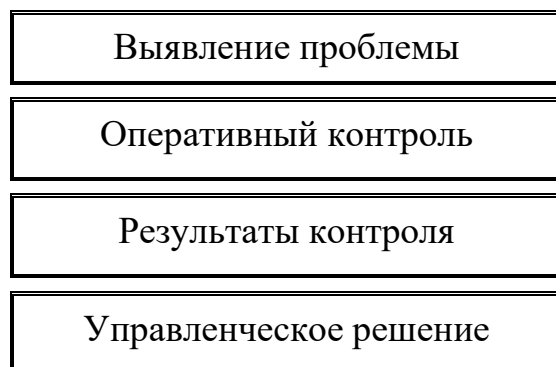 Выявление проблемы
Оперативный контроль
Результаты контроля
Управленческое решение